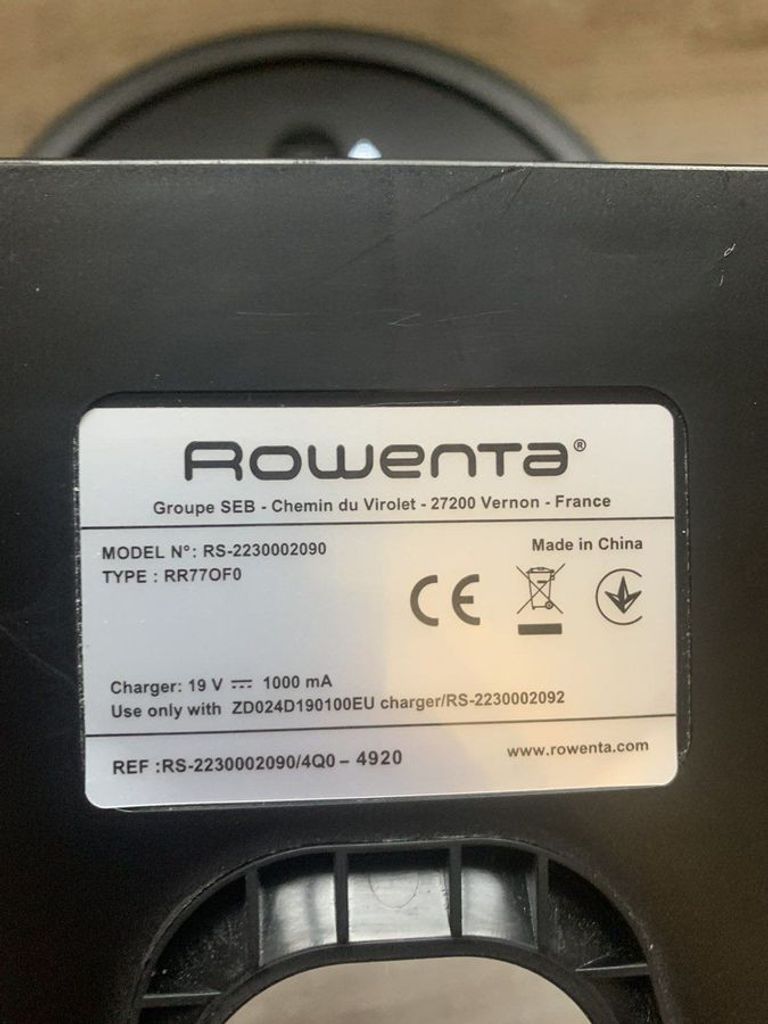 Rowenta®
Groupe SEB - Chemin du Virolet - 27200 Vernon - France
MODEL N°: RS-2230002090
Made in China
TYPE : RR77OF0
CE
Charger: 19 V ⎓ 1000 mA
Use only with ZD024D190100EU charger/RS-2230002092
REF :RS-2230002090/4Q0 – 4920
www.rowenta.com